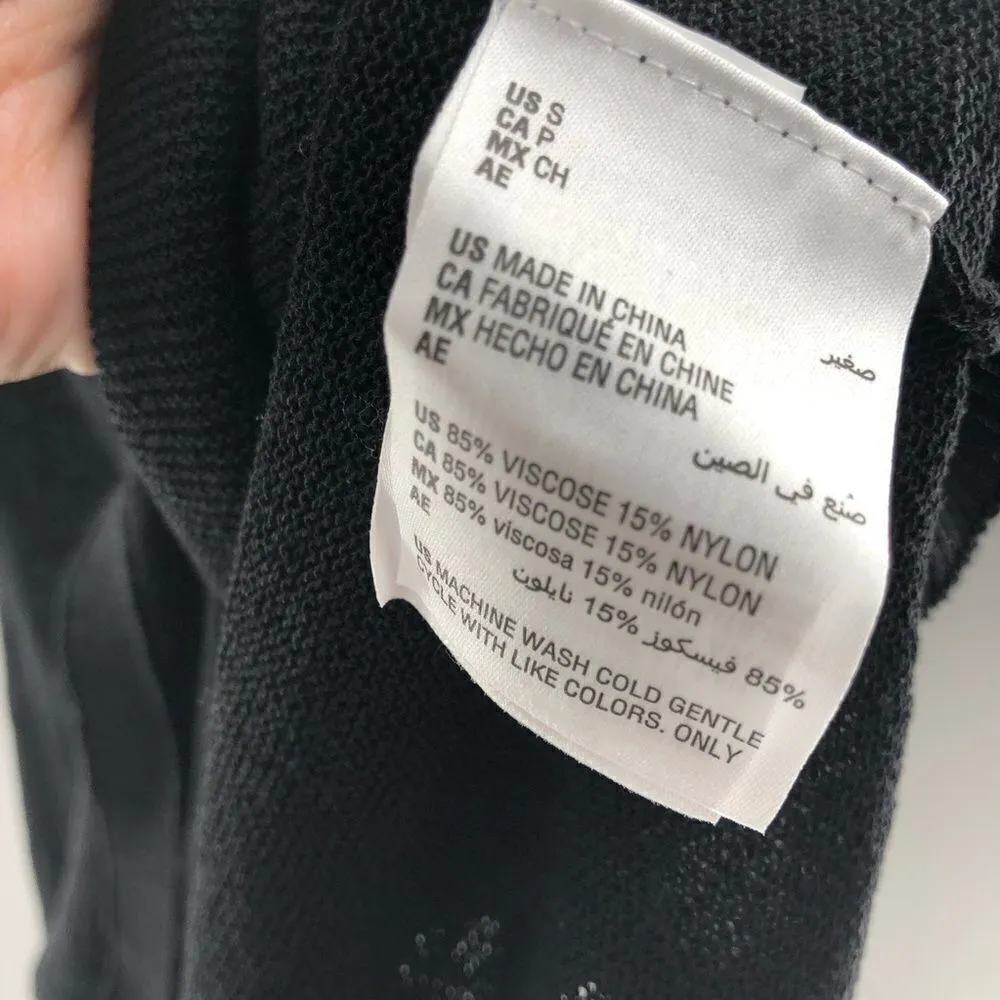 US S
CA P
MX CH
AE
صغير
US MADE IN CHINA
CA FABRIQUÉ EN CHINE
MX HECHO EN CHINA
AE
صُنع في الصين
US 85% VISCOSE 15% NYLON
CA 85% VISCOSE 15% NYLON
MX 85% viscosa 15% nilón
AE
85% فيسكوز 15% نايلون
US MACHINE WASH COLD GENTLE
CYCLE WITH LIKE COLORS. ONLY